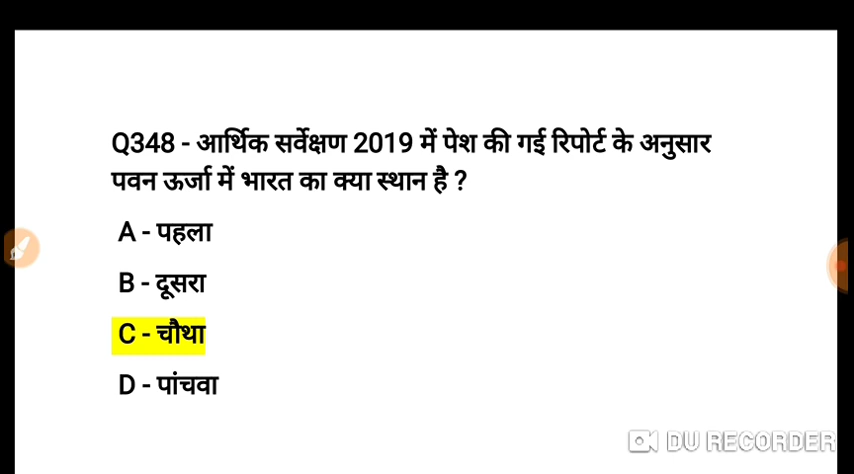 Q348 - आर्थिक सर्वेक्षण 2019 में पेश की गई रिपोर्ट के अनुसार
पवन ऊर्जा में भारत का क्या स्थान है ?
A - पहला
B - दूसरा
C - चौथा
D - पांचवा
DU RECORDER